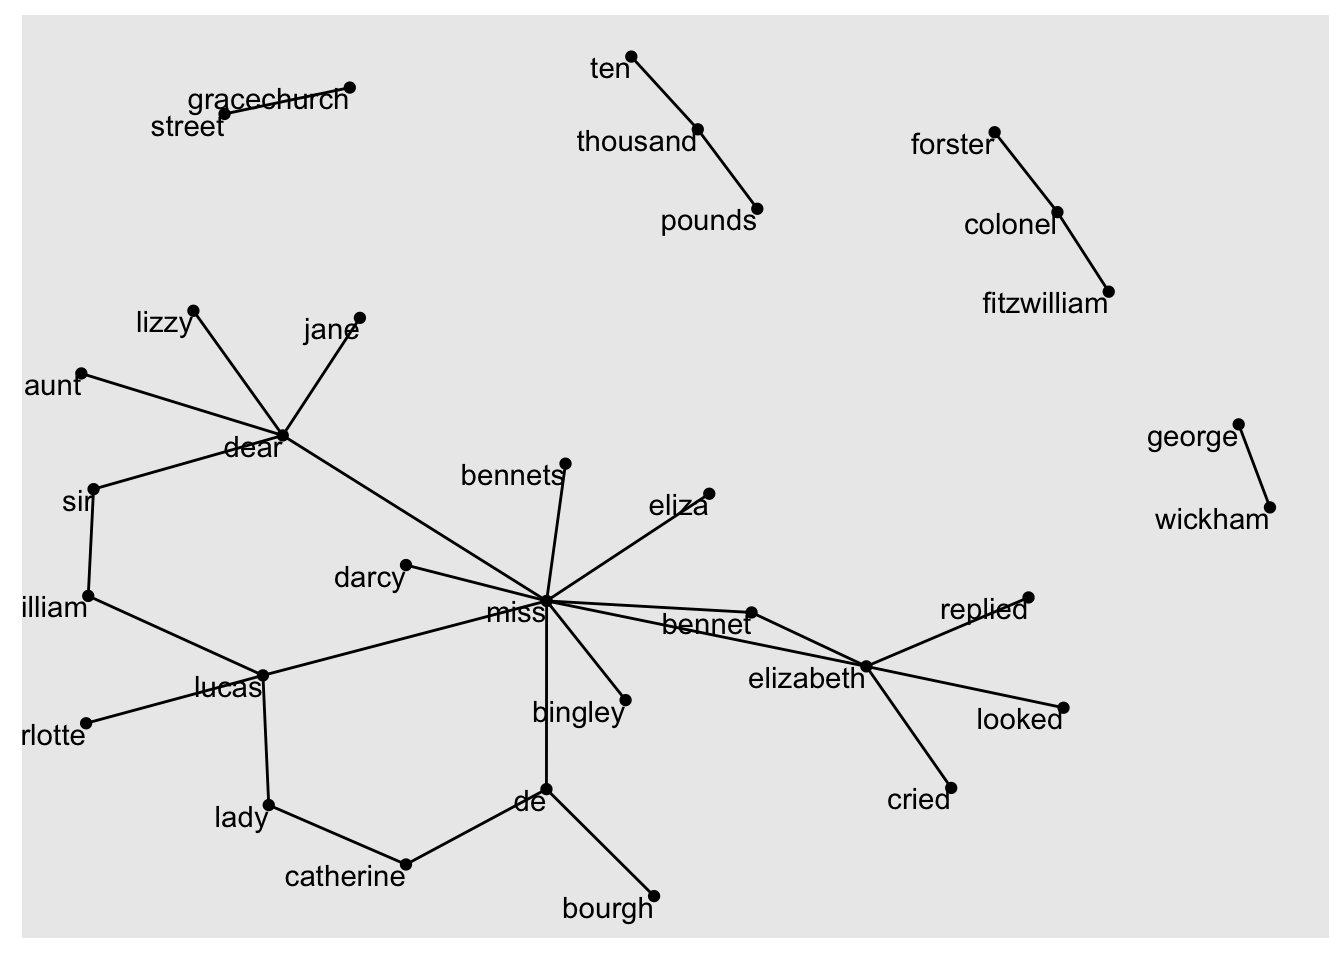 ten
gracechurch
street
thousand
forster
pounds
colonel
fitzwilliam
lizzy
jane
aunt
dear
george
bennets
sir
eliza
wickham
darcy
illiam
miss
replied
bennet
elizabeth
lucas
bingley
looked
rlotte
de
cried
lady
catherine
bourgh